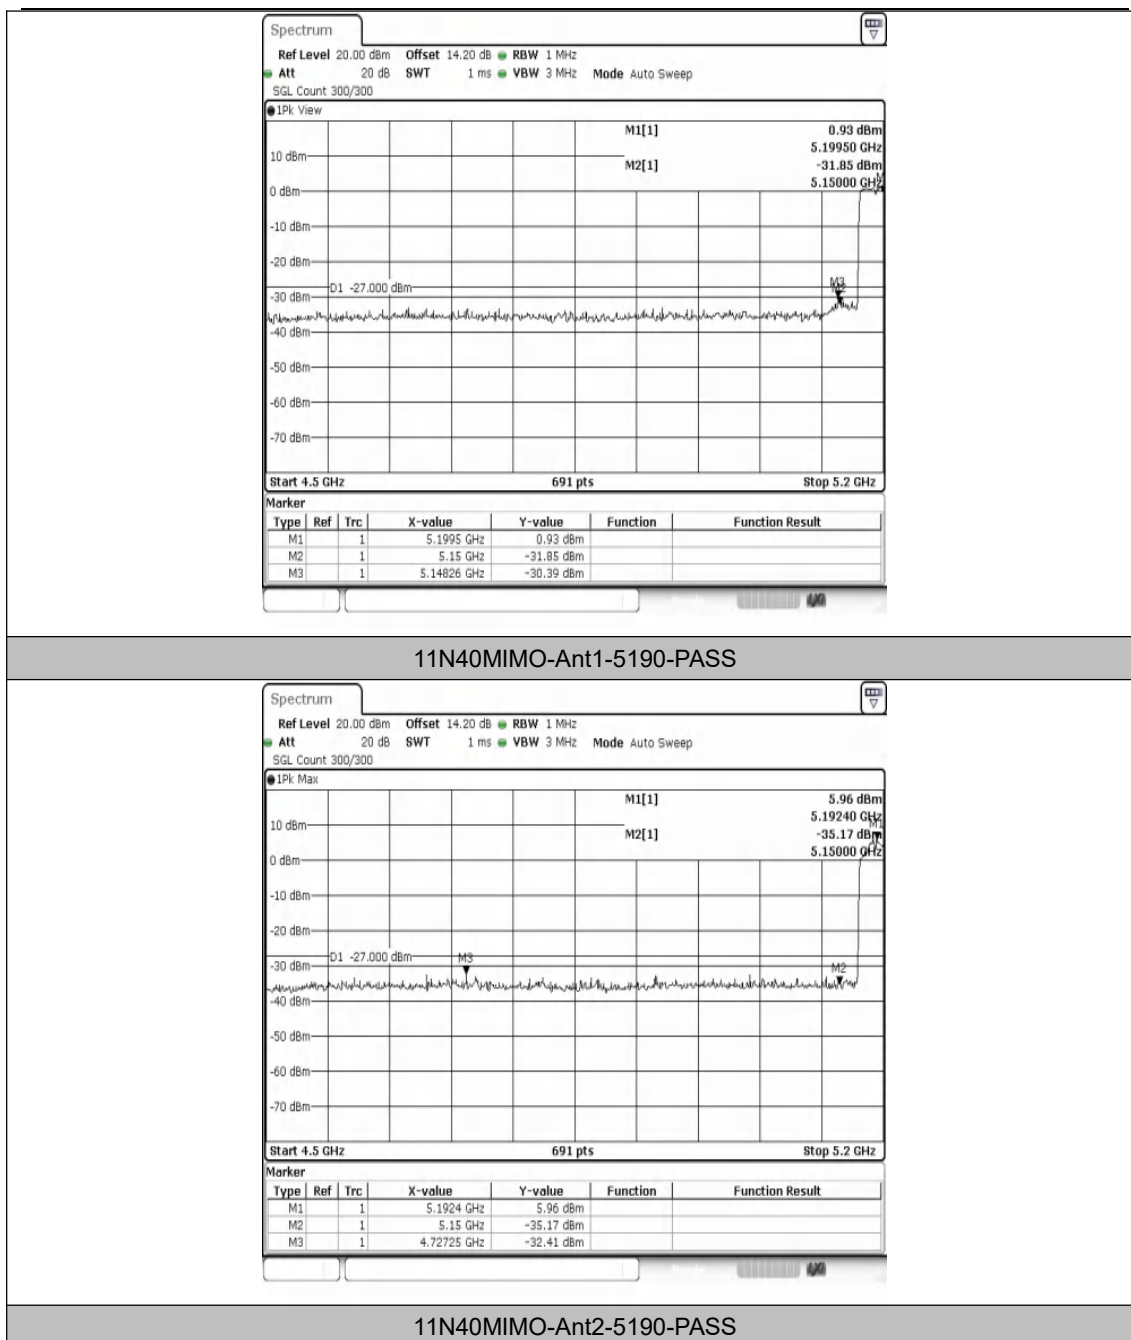 Spectrum
Ref Level 20.00 dBm Offset 14.20 dB RBW 1 MHz
Att 20 dB SWT 1 ms VBW 3 MHz Mode Auto Sweep
SGL Count 300/300
1Pk View
M1[1] 0.93 dBm
5.19950 GHz
10 dBm
M2[1] -31.85 dBm
5.15000 GHz
0 dBm
-10 dBm
-20 dBm
M3
M2
D1 -27.000 dBm
-30 dBm
-40 dBm
-50 dBm
-60 dBm
-70 dBm
Start 4.5 GHz 691 pts Stop 5.2 GHz
Marker
Type Ref Trc X-value Y-value Function Function Result
M1 1 5.1995 GHz 0.93 dBm
M2 1 5.15 GHz -31.85 dBm
M3 1 5.14826 GHz -30.39 dBm
11N40MIMO-Ant1-5190-PASS
Spectrum
Ref Level 20.00 dBm Offset 14.20 dB RBW 1 MHz
Att 20 dB SWT 1 ms VBW 3 MHz Mode Auto Sweep
SGL Count 300/300
1Pk Max
M1[1] 5.96 dBm
5.19240 GHz
M1
10 dBm
M2[1] -35.17 dBm
5.15000 GHz
0 dBm
-10 dBm
-20 dBm
D1 -27.000 dBm M3
-30 dBm M2
-40 dBm
-50 dBm
-60 dBm
-70 dBm
Start 4.5 GHz 691 pts Stop 5.2 GHz
Marker
Type Ref Trc X-value Y-value Function Function Result
M1 1 5.1924 GHz 5.96 dBm
M2 1 5.15 GHz -35.17 dBm
M3 1 4.72725 GHz -32.41 dBm
11N40MIMO-Ant2-5190-PASS